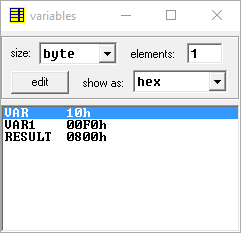 variables
size: byte elements: 1
edit show as: hex
VAR 10h
VAR1 00F0h
RESULT 0800h